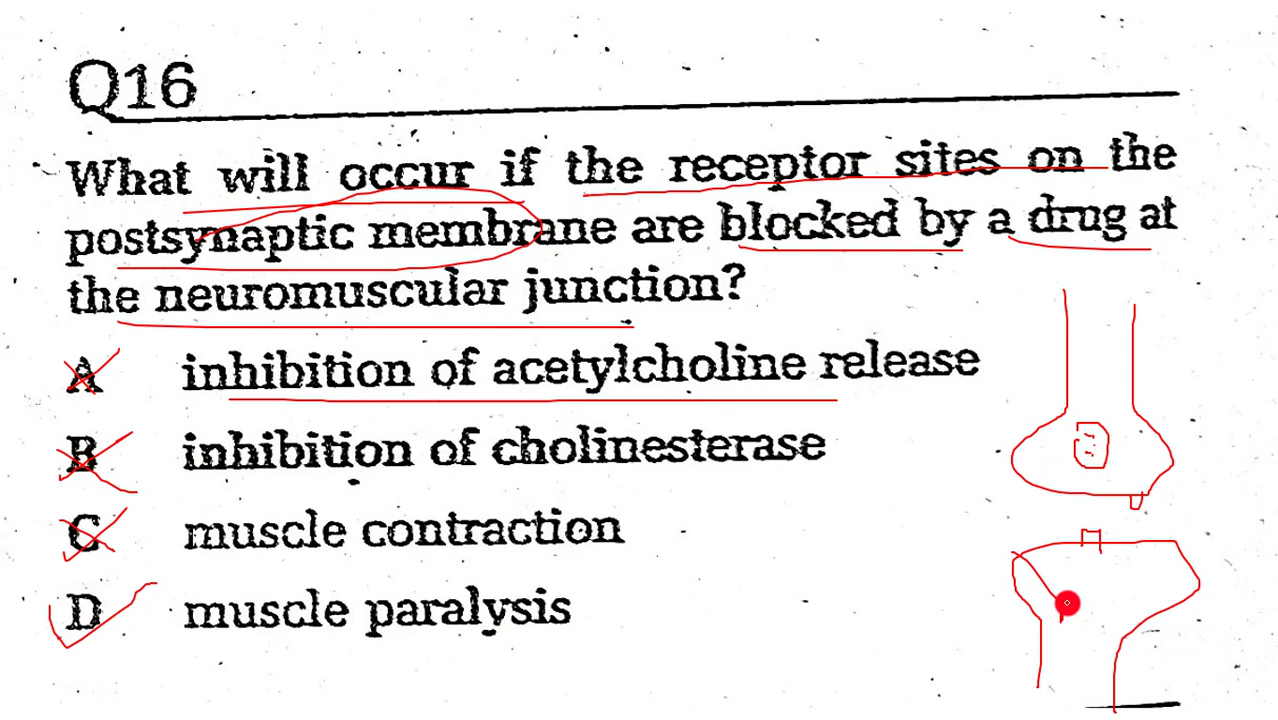 Q16
What will occur if the receptor sites on the
postsynaptic membrane are blocked by a drug at
the neuromuscular junction?
A inhibition of acetylcholine release
B inhibition of cholinesterase
C muscle contraction
D muscle paralysis